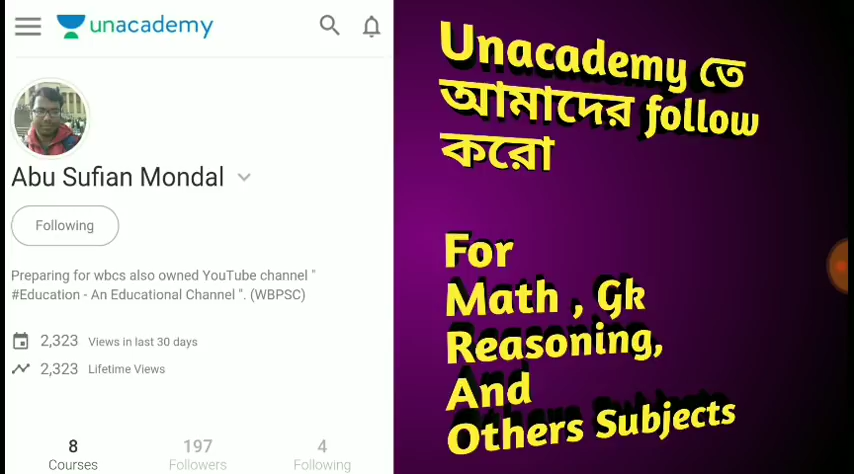 unacademy
Abu Sufian Mondal
Following
Preparing for wbcs also owned YouTube channel "
#Education - An Educational Channel ". (WBPSC)
2,323 Views in last 30 days
2,323 Lifetime Views
8 197 4
Courses Followers Following
Unacademy তে
আমাদের follow
করো
For
Math , Gk
Reasoning,
And
Others Subjects